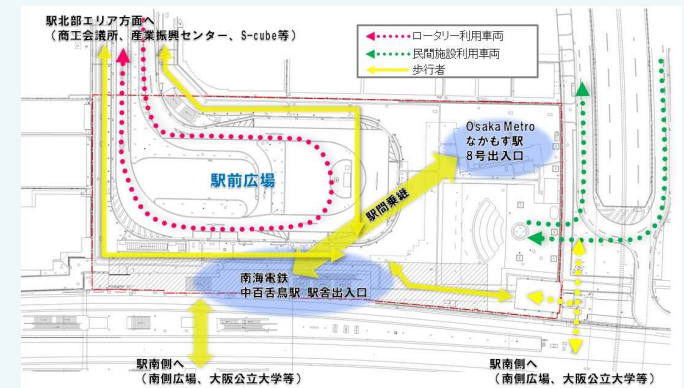 駅北部エリア方面へ
（商工会議所、産業振興センター、S-cube等）
ロータリー利用車両
民間施設利用車両
歩行者
Osaka Metro
なかもず駅
8号出入口
駅前広場
駅間乗継
南海電鉄
中百舌鳥駅 駅舎出入口
駅南側へ
（南側広場、大阪公立大学等）
駅南側へ
（南側広場、大阪公立大学等）